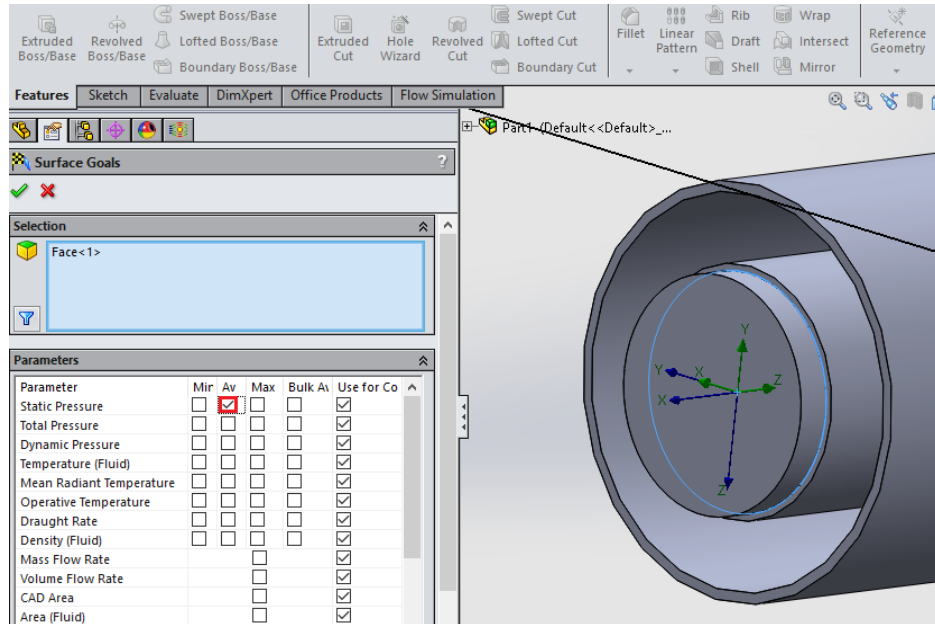 Extruded Boss/Base
Revolved Boss/Base
Swept Boss/Base
Lofted Boss/Base
Boundary Boss/Base
Extruded Cut
Hole Wizard
Revolved Cut
Swept Cut
Lofted Cut
Boundary Cut
Fillet
Linear Pattern
Rib
Draft
Shell
Wrap
Intersect
Mirror
Reference Geometry
Features Sketch Evaluate DimXpert Office Products Flow Simulation
Part1 (Default<<Default>_...
Surface Goals ?
Selection
Face<1>
Parameters
Parameter Mir Av Max Bulk Av Use for Co
Static Pressure
Total Pressure
Dynamic Pressure
Temperature (Fluid)
Mean Radiant Temperature
Operative Temperature
Draught Rate
Density (Fluid)
Mass Flow Rate
Volume Flow Rate
CAD Area
Area (Fluid)
Y
Y X Z
X
Z